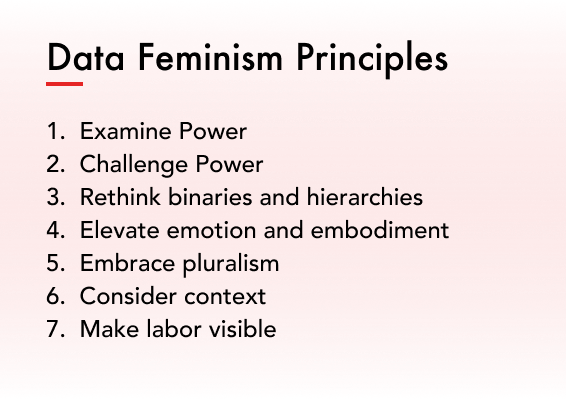 Data Feminism Principles
1. Examine Power
2. Challenge Power
3. Rethink binaries and hierarchies
4. Elevate emotion and embodiment
5. Embrace pluralism
6. Consider context
7. Make labor visible